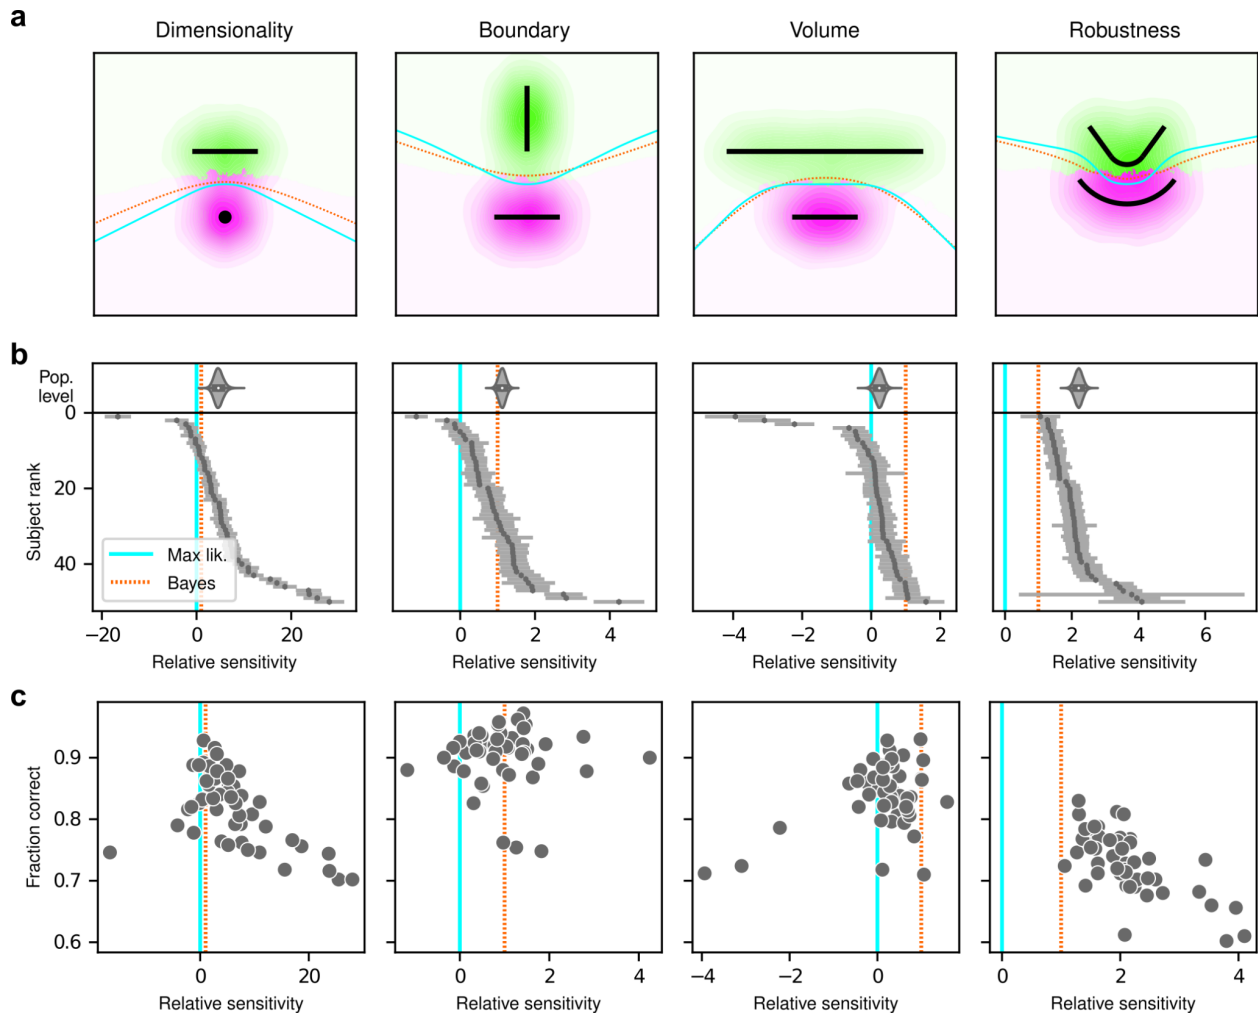 a
Dimensionality Boundary Volume Robustness
b
Pop.
level
0
20
40
Subject rank
Max lik.
Bayes
−20 0 20 0 2 4 −4 −2 0 2 0 2 4 6
Relative sensitivity Relative sensitivity Relative sensitivity Relative sensitivity
c
0.9
0.8
0.7
0.6
Fraction correct
0 20 0 2 4 −4 −2 0 0 2 4
Relative sensitivity Relative sensitivity Relative sensitivity Relative sensitivity